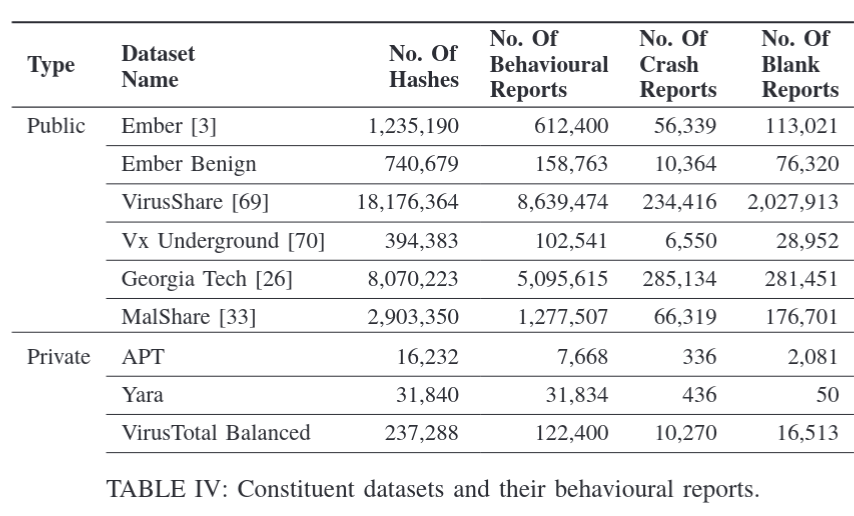 Type Dataset Name No. Of Hashes No. Of Behavioural Reports No. Of Crash Reports No. Of Blank Reports
Public Ember [3] 1,235,190 612,400 56,339 113,021
Ember Benign 740,679 158,763 10,364 76,320
VirusShare [69] 18,176,364 8,639,474 234,416 2,027,913
Vx Underground [70] 394,383 102,541 6,550 28,952
Georgia Tech [26] 8,070,223 5,095,615 285,134 281,451
MalShare [33] 2,903,350 1,277,507 66,319 176,701
Private APT 16,232 7,668 336 2,081
Yara 31,840 31,834 436 50
VirusTotal Balanced 237,288 122,400 10,270 16,513
TABLE IV: Constituent datasets and their behavioural reports.